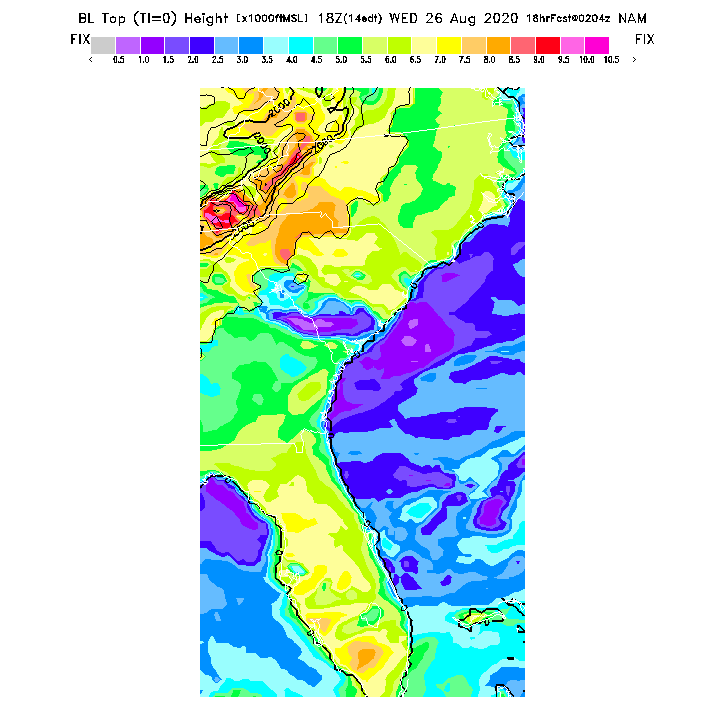 BL Top (TI=0) Height [x1000ftMSL] 18Z(14edt) WED 26 Aug 2020 18hrFcst@0204z NAM
FIX FIX
< 0.5 1.0 1.5 2.0 2.5 3.0 3.5 4.0 4.5 5.0 5.5 6.0 6.5 7.0 7.5 8.0 8.5 9.0 9.5 10.0 10.5 >
2000
2000